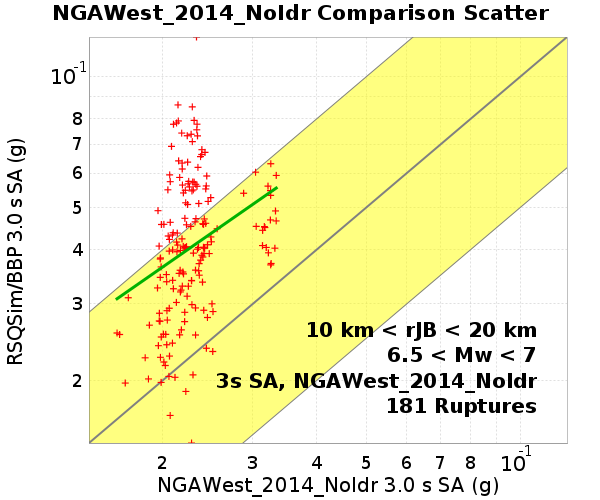 NGAWest_2014_NoIdr Comparison Scatter
RSQSim/BBP 3.0 s SA (g)
10⁻¹
8
7
6
5
4
3
2
10 km < rJB < 20 km
6.5 < Mw < 7
3s SA, NGAWest_2014_NoIdr
181 Ruptures
2 3 4 5 6 7 8 10⁻¹
NGAWest_2014_NoIdr 3.0 s SA (g)